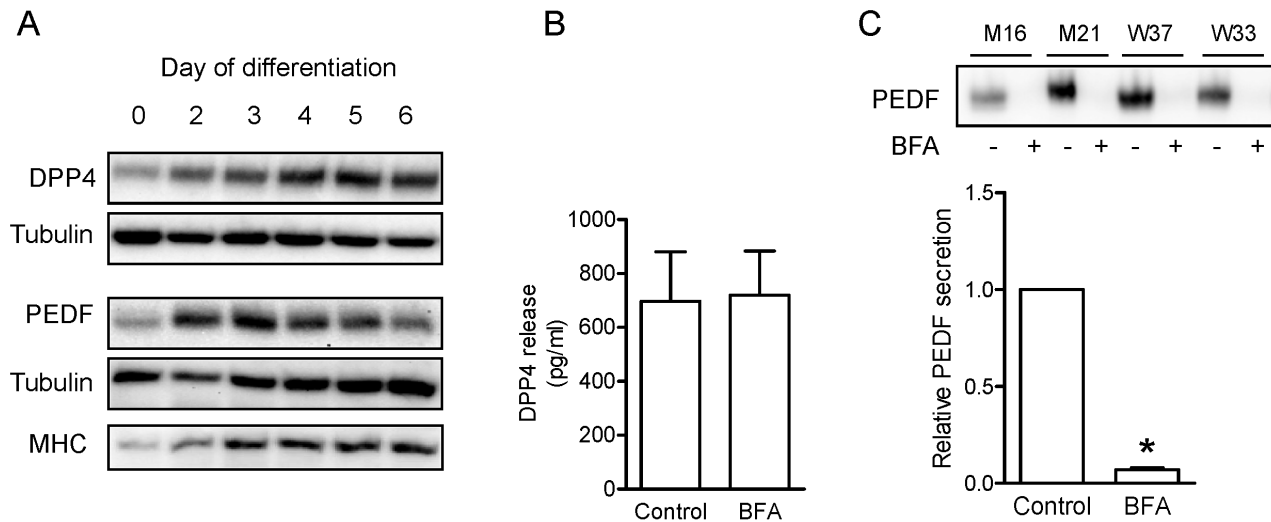 A
Day of differentiation
0 2 3 4 5 6
DPP4
Tubulin
PEDF
Tubulin
MHC
B
1000
800
600
400
200
0
DPP4 release
(pg/ml)
Control BFA
C
M16 M21 W37 W33
PEDF
BFA - + - + - + - +
1.5
1.0
0.5
0.0
Relative PEDF secretion
*
Control BFA